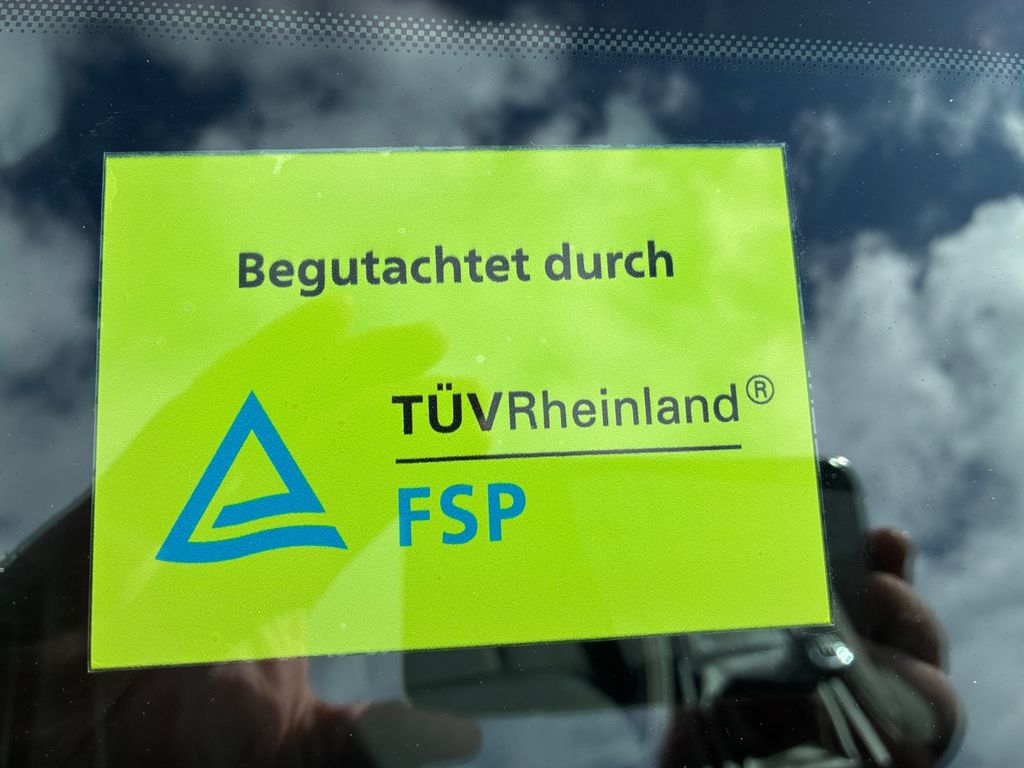 Begutachtet durch
TÜVRheinland®
FSP